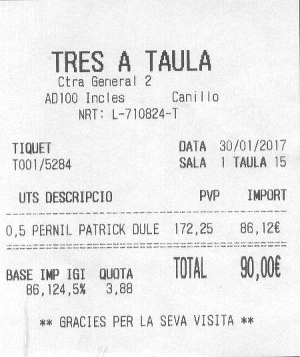 TRES A TAULA
Ctra General 2
AD100 Incles Canillo
NRT: L-710824-T
TIQUET DATA 30/01/2017
T001/5284 SALA 1 TAULA 15
UTS DESCRIPCIO PVP IMPORT
0,5 PERNIL PATRICK DULE 172,25 86,12€
BASE IMP IGI QUOTA TOTAL 90,00€
86,124,5% 3,88
** GRACIES PER LA SEVA VISITA **